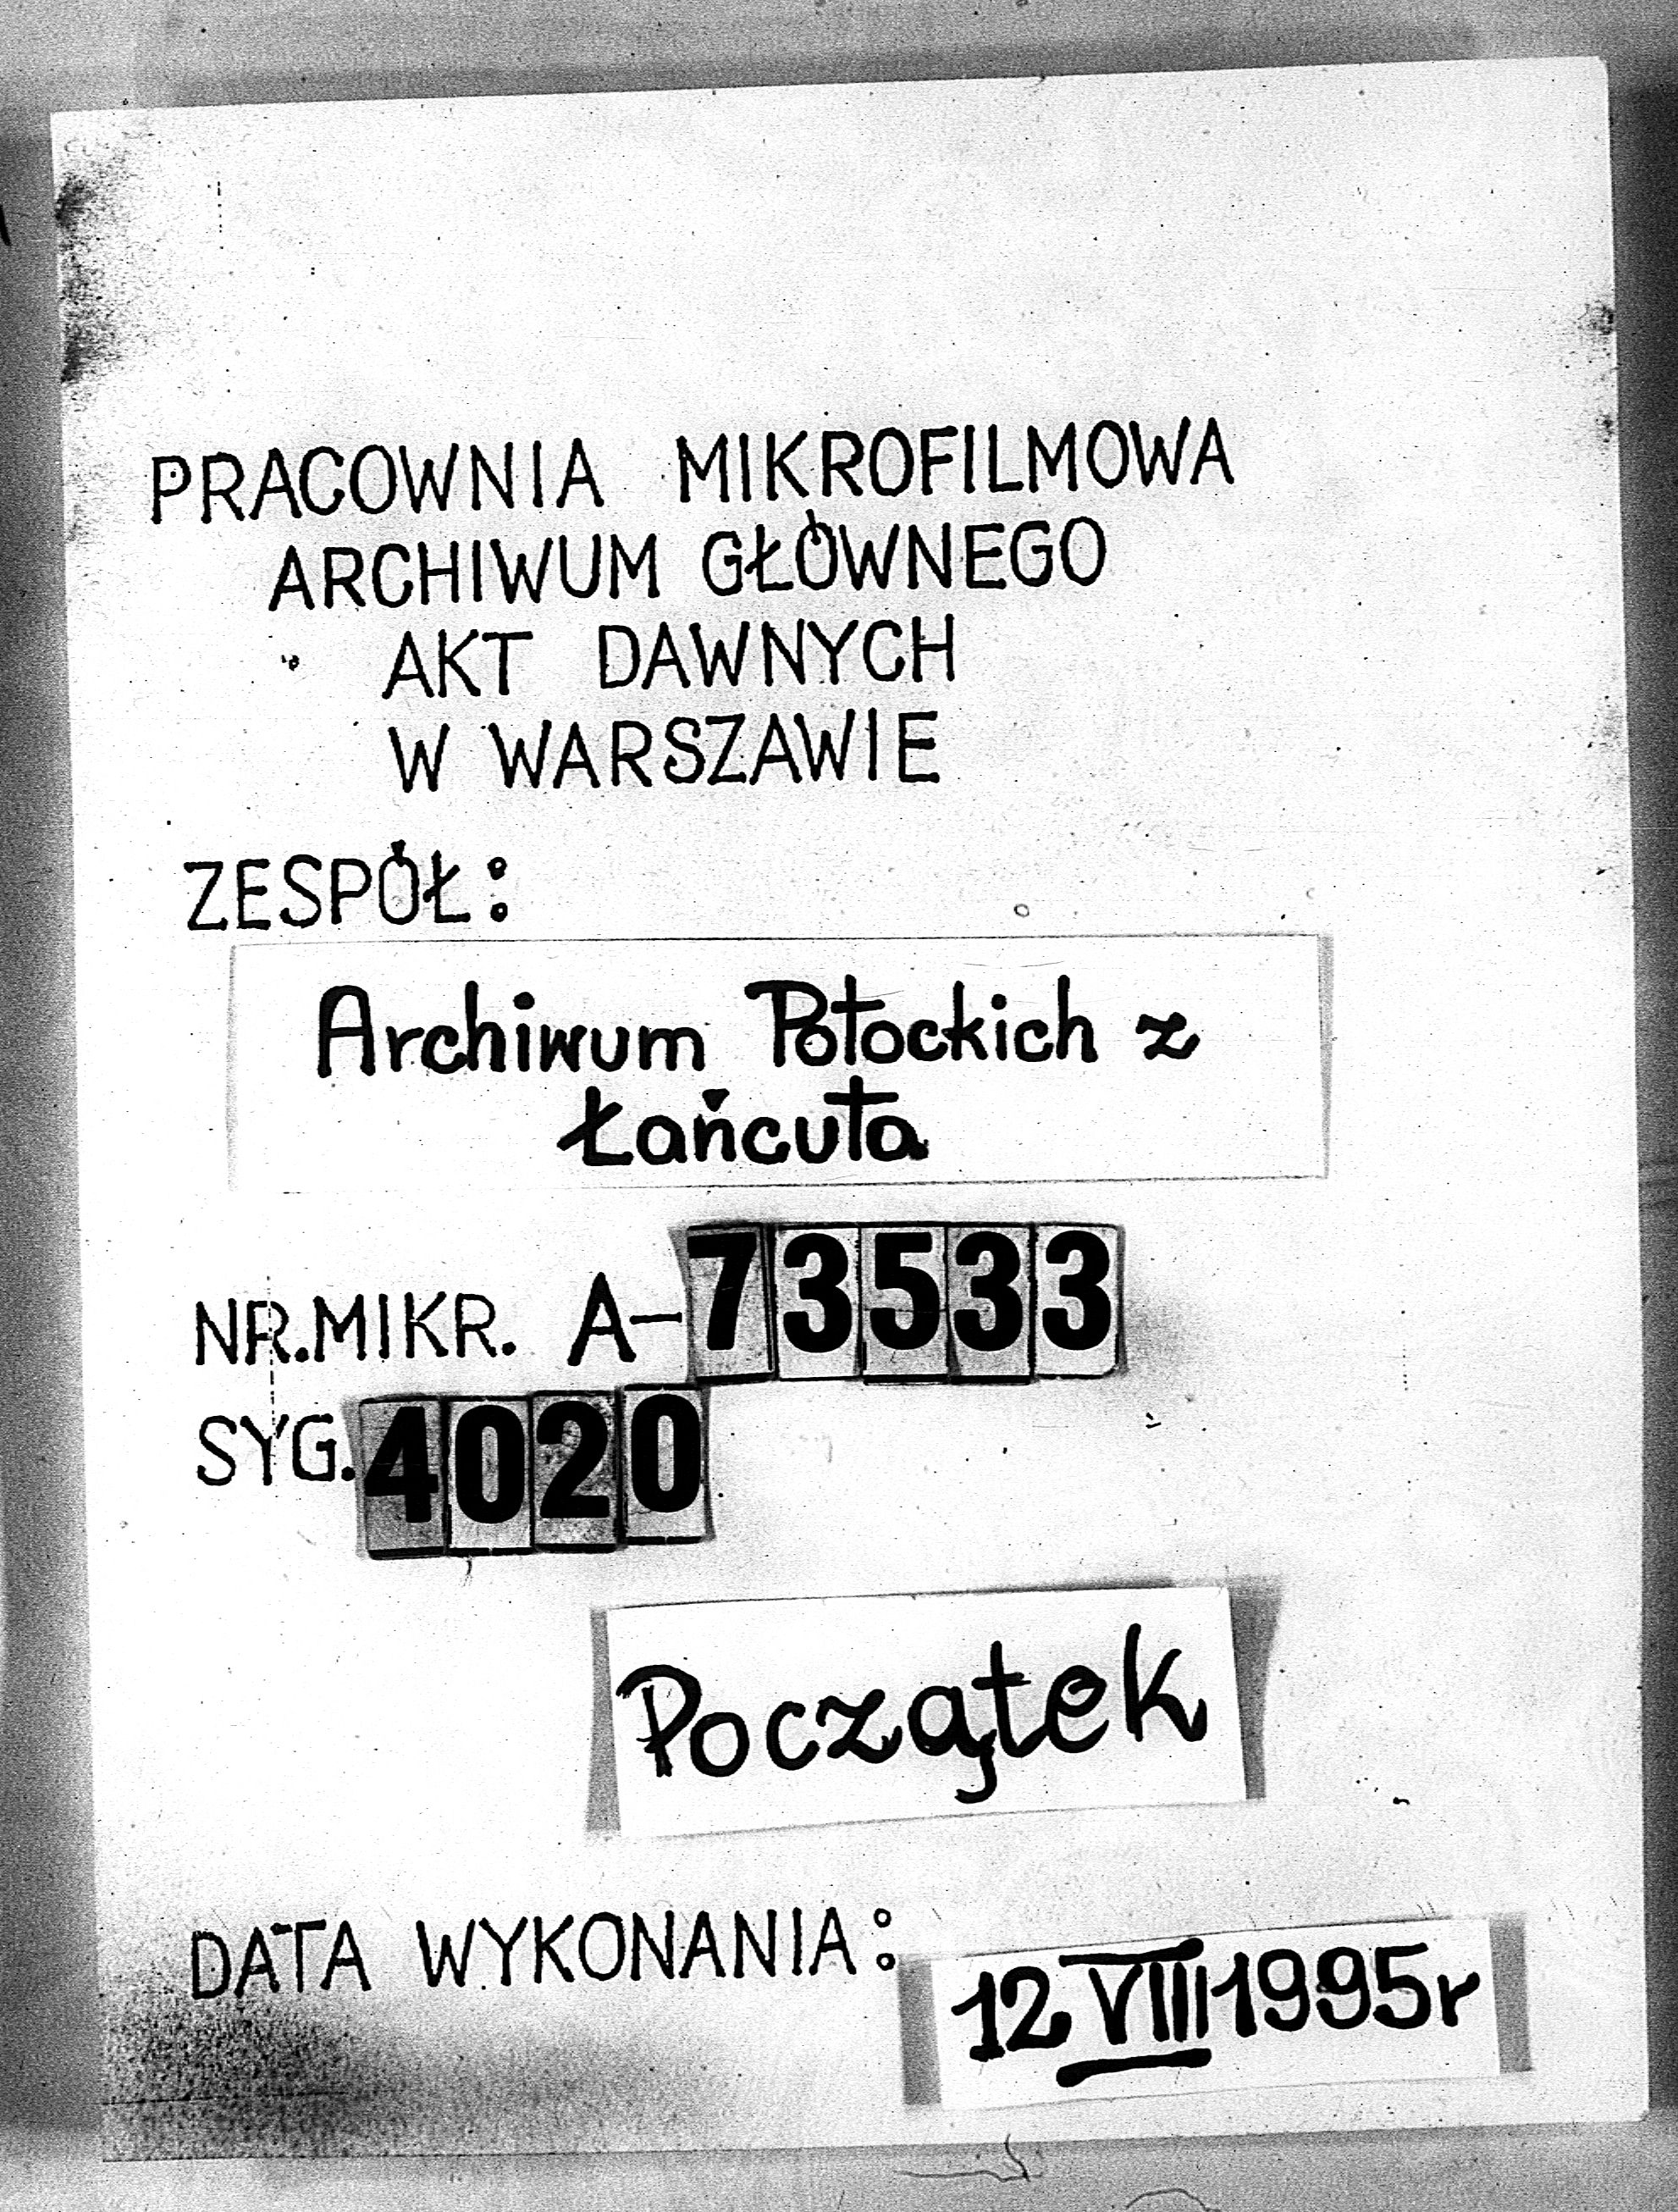 PRACOWNIA MIKROFILMOWA
ARCHIWUM GŁÓWNEGO
AKT DAWNYCH
W WARSZAWIE
ZESPÓŁ:
Archiwum Potockich z
Łańcuta
NR.MIKR. A-73533
SYG. 4020
Początek
DATA WYKONANIA: 12 VIII 1995r